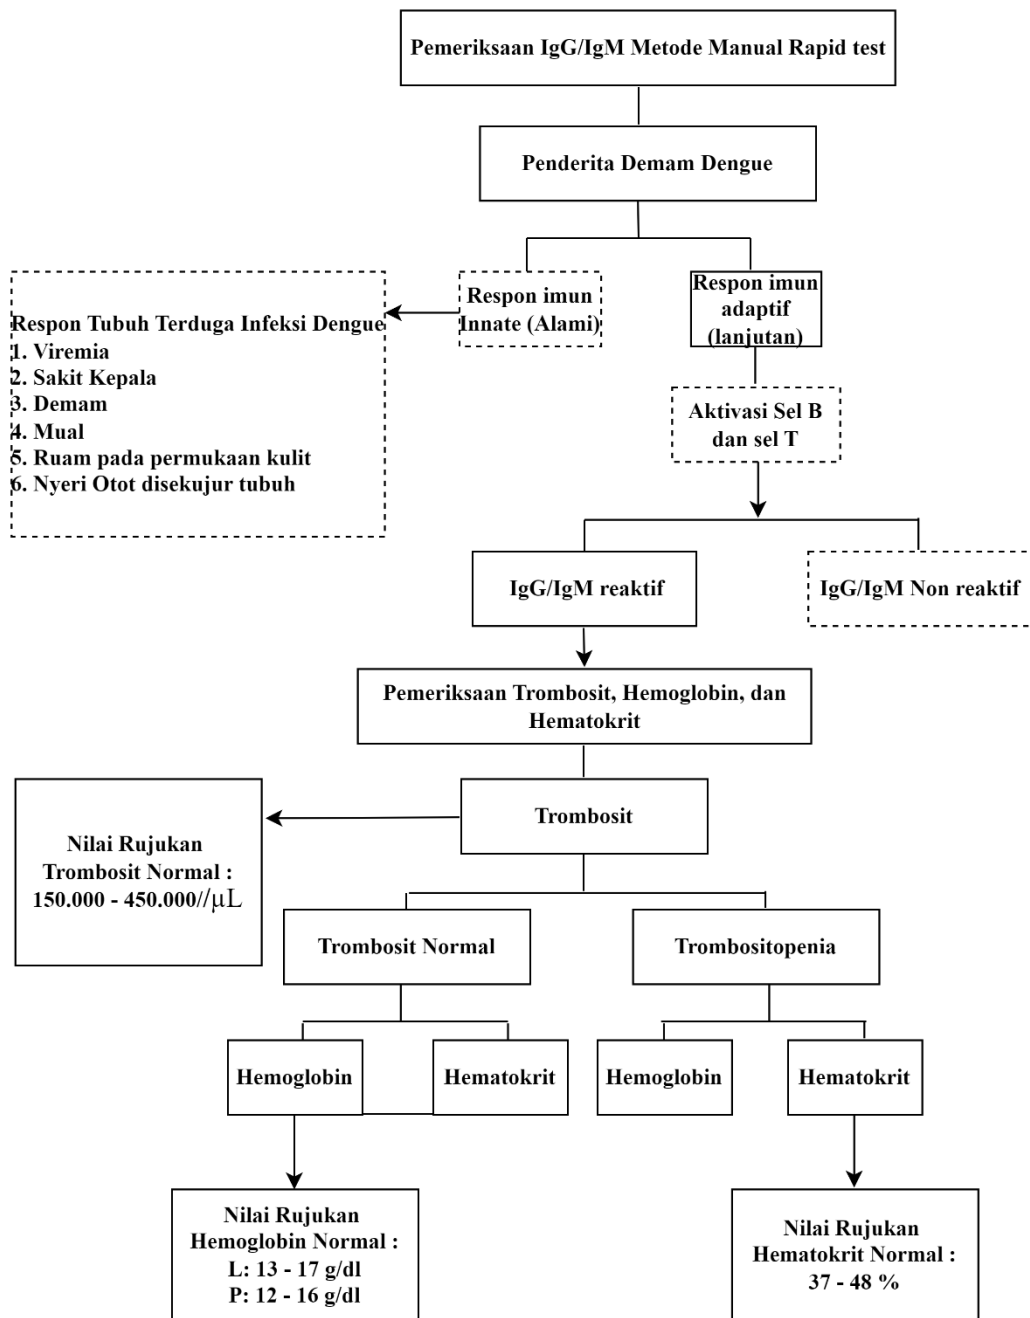 Pemeriksaan IgG/IgM Metode Manual Rapid test
Penderita Demam Dengue
Respon imun
Innate (Alami)
Respon imun
adaptif
(lanjutan)
Respon Tubuh Terduga Infeksi Dengue
1. Viremia
2. Sakit Kepala
3. Demam
4. Mual
5. Ruam pada permukaan kulit
6. Nyeri Otot disekujur tubuh
Aktivasi Sel B
dan sel T
IgG/IgM reaktif
IgG/IgM Non reaktif
Pemeriksaan Trombosit, Hemoglobin, dan
Hematokrit
Trombosit
Nilai Rujukan
Trombosit Normal :
150.000 - 450.000//µL
Trombosit Normal
Trombositopenia
Hemoglobin
Hematokrit
Hemoglobin
Hematokrit
Nilai Rujukan
Hemoglobin Normal :
L: 13 - 17 g/dl
P: 12 - 16 g/dl
Nilai Rujukan
Hematokrit Normal :
37 - 48 %